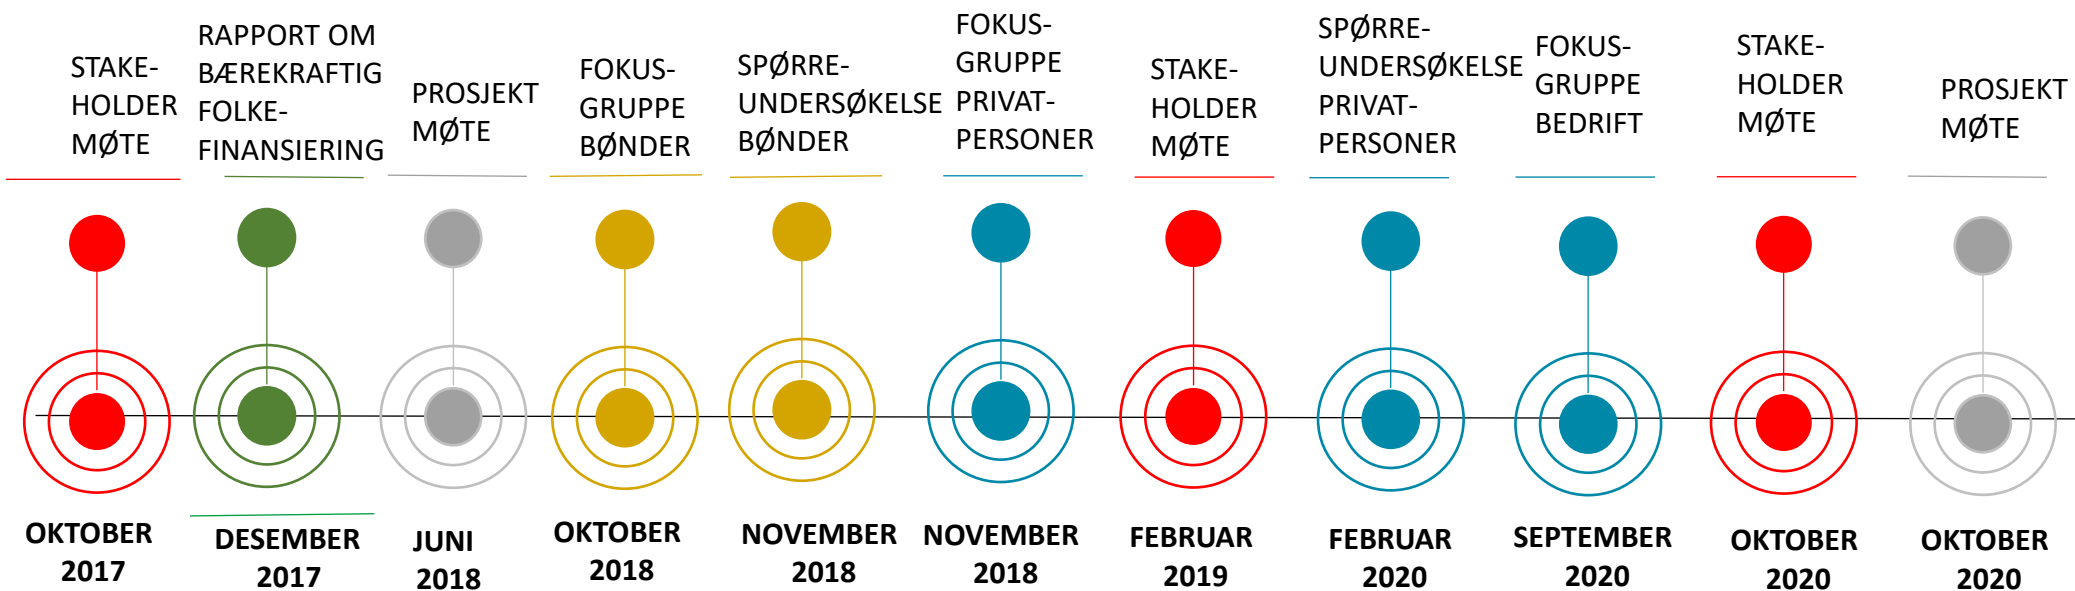 STAKE-
HOLDER
MØTE
OKTOBER
2017
RAPPORT OM
BÆREKRAFTIG
FOLKE-
FINANSIERING
DESEMBER
2017
PROSJEKT
MØTE
JUNI
2018
FOKUS-
GRUPPE
BØNDER
OKTOBER
2018
SPØRRE-
UNDERSØKELSE
BØNDER
NOVEMBER
2018
FOKUS-
GRUPPE
PRIVAT-
PERSONER
NOVEMBER
2018
STAKE-
HOLDER
MØTE
FEBRUAR
2019
SPØRRE-
UNDERSØKELSE
PRIVAT-
PERSONER
FEBRUAR
2020
FOKUS-
GRUPPE
BEDRIFT
SEPTEMBER
2020
STAKE-
HOLDER
MØTE
OKTOBER
2020
PROSJEKT
MØTE
OKTOBER
2020